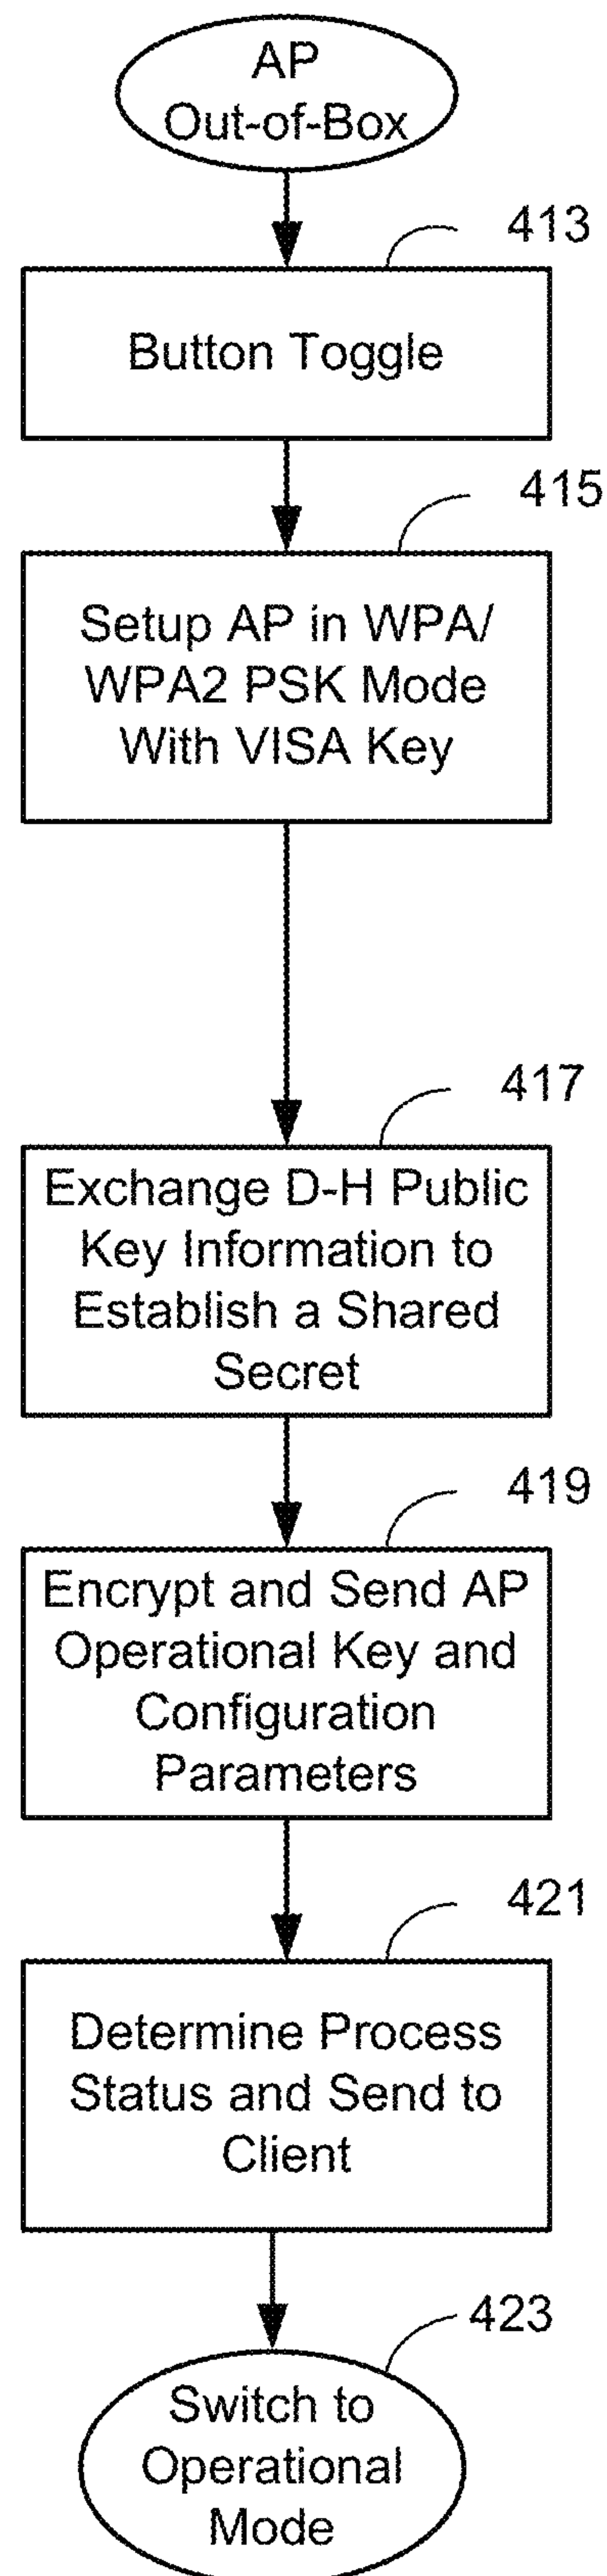 AP
Out-of-Box
413
Button Toggle
415
Setup AP in WPA/
WPA2 PSK Mode
With VISA Key
417
Exchange D-H Public
Key Information to
Establish a Shared
Secret
419
Encrypt and Send AP
Operational Key and
Configuration
Parameters
421
Determine Process
Status and Send to
Client
423
Switch to
Operational
Mode